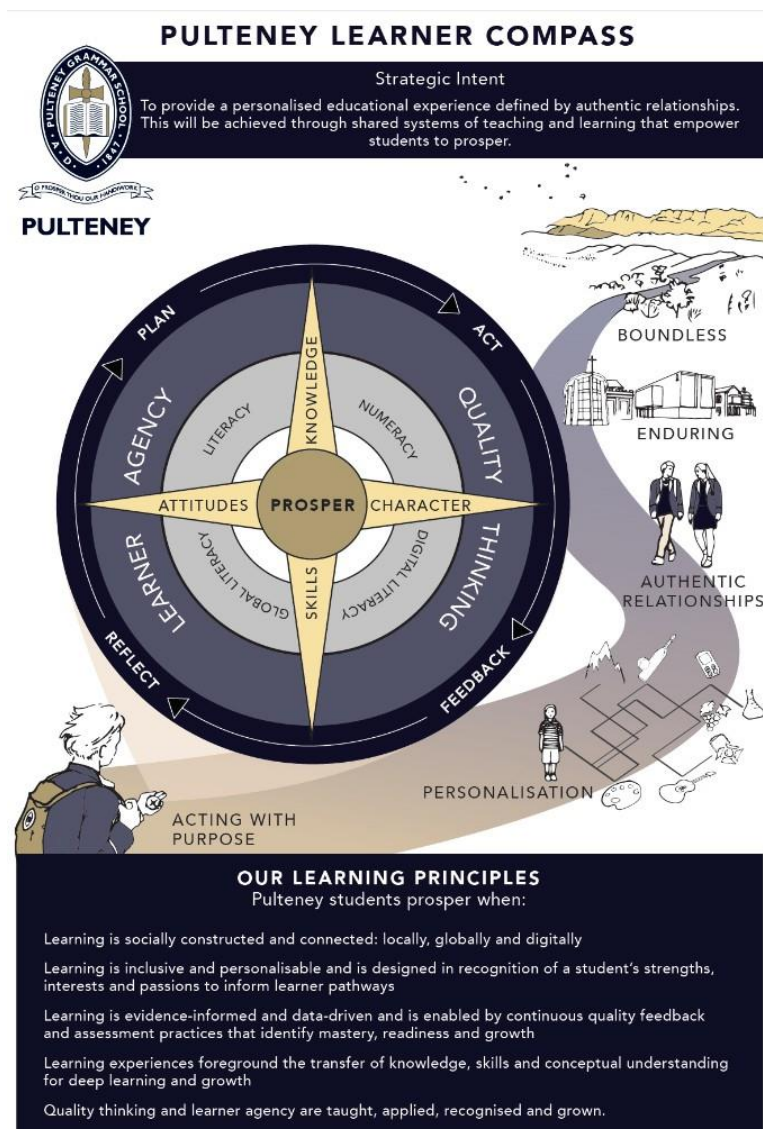 PULTENEY LEARNER COMPASS
Strategic Intent
To provide a personalised educational experience defined by authentic relationships.
This will be achieved through shared systems of teaching and learning that empower
students to prosper.
PULTENEY GRAMMAR SCHOOL
A.D. 1847
O PROSPER THOU OUR HANDIWORK
PULTENEY
PLAN
ACT
FEEDBACK
REFLECT
LEARNER AGENCY
QUALITY THINKING
LITERACY
NUMERACY
GLOBAL LITERACY
DIGITAL LITERACY
KNOWLEDGE
ATTITUDES
PROSPER
CHARACTER
SKILLS
BOUNDLESS
ENDURING
AUTHENTIC
RELATIONSHIPS
PERSONALISATION
ACTING WITH
PURPOSE
OUR LEARNING PRINCIPLES
Pulteney students prosper when:
Learning is socially constructed and connected: locally, globally and digitally
Learning is inclusive and personalisable and is designed in recognition of a student's strengths,
interests and passions to inform learner pathways
Learning is evidence-informed and data-driven and is enabled by continuous quality feedback
and assessment practices that identify mastery, readiness and growth
Learning experiences foreground the transfer of knowledge, skills and conceptual understanding
for deep learning and growth
Quality thinking and learner agency are taught, applied, recognised and grown.